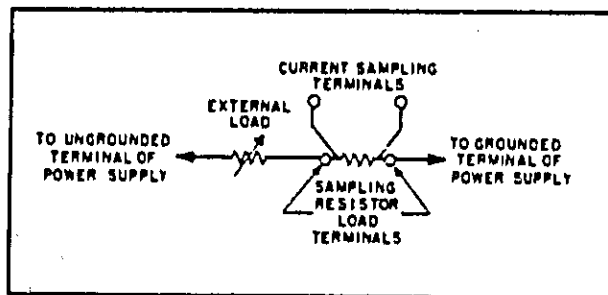 CURRENT SAMPLING
TERMINALS
EXTERNAL
LOAD
TO UNGROUNDED
TERMINAL OF
POWER SUPPLY
TO GROUNDED
TERMINAL OF
POWER SUPPLY
SAMPLING
RESISTOR
LOAD
TERMINALS